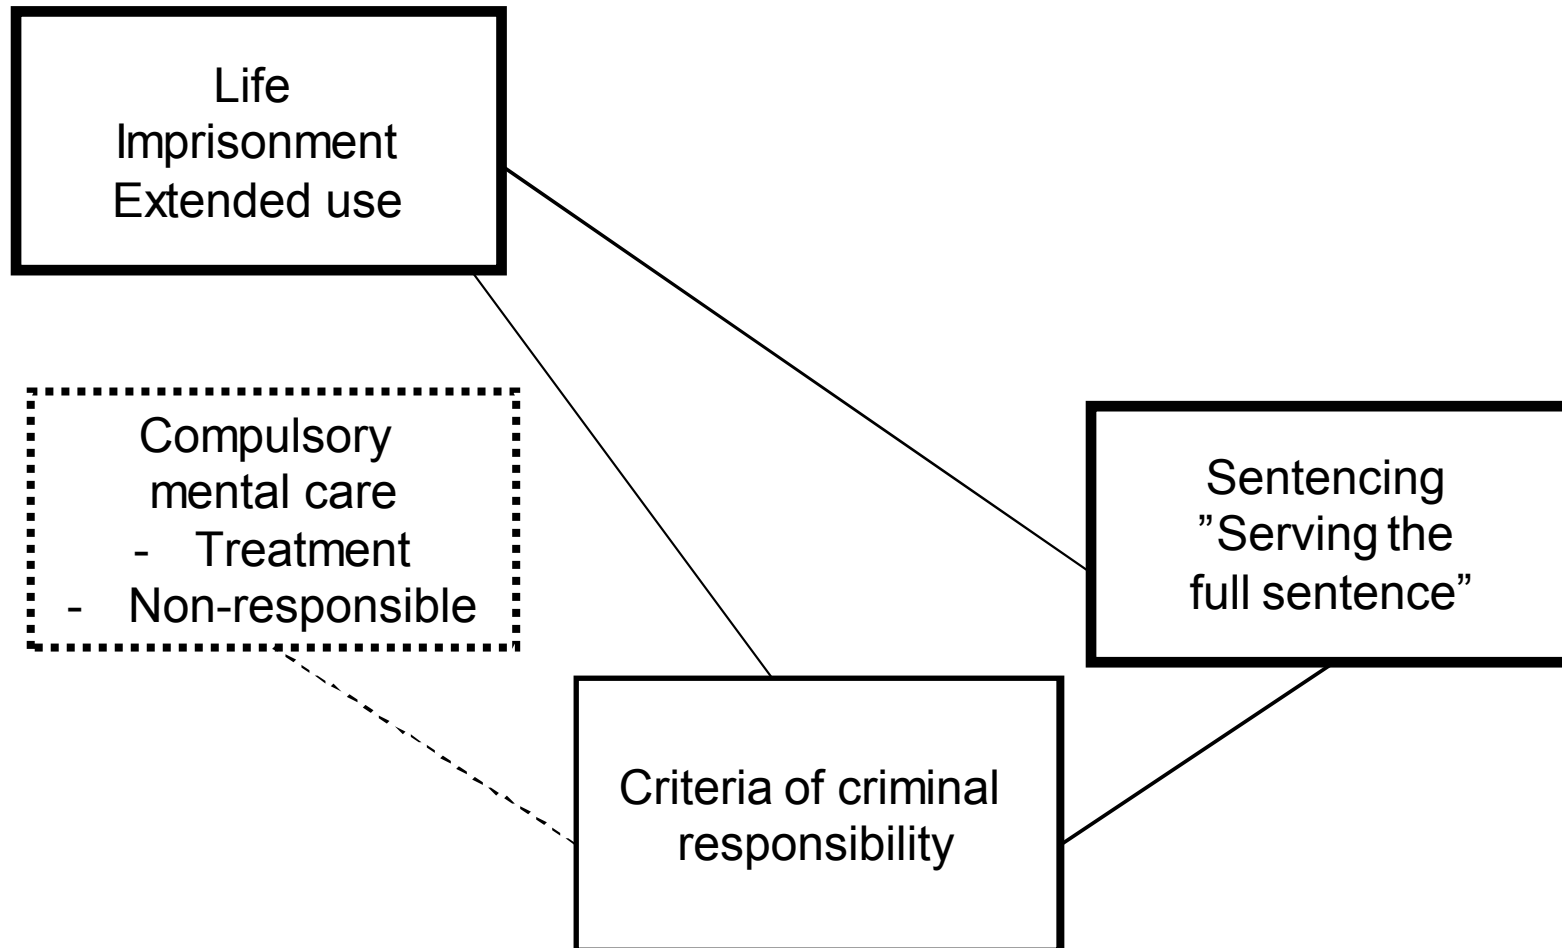 Life
Imprisonment
Extended use
Compulsory
mental care
- Treatment
- Non-responsible
Sentencing
”Serving the
full sentence”
Criteria of criminal
responsibility